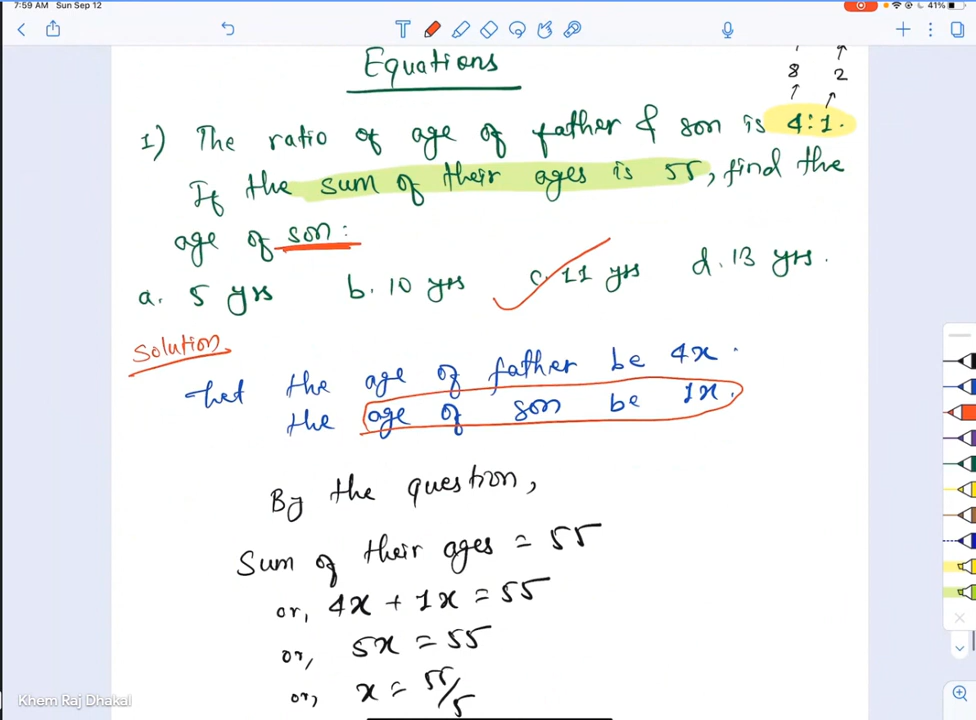 7:59 AM Sun Sep 12
41%
Equations
8 2
1) The ratio of age of father & son is 4:1.
If the sum of their ages is 55, find the
age of son:
a. 5 yrs b. 10 yrs c. 11 yrs d. 13 yrs.
Solution
Let the age of father be 4x.
the age of son be 1x.
By the question,
Sum of their ages = 55
or, 4x + 1x = 55
or, 5x = 55
or, x = 55/5
Khem Raj Dhakal